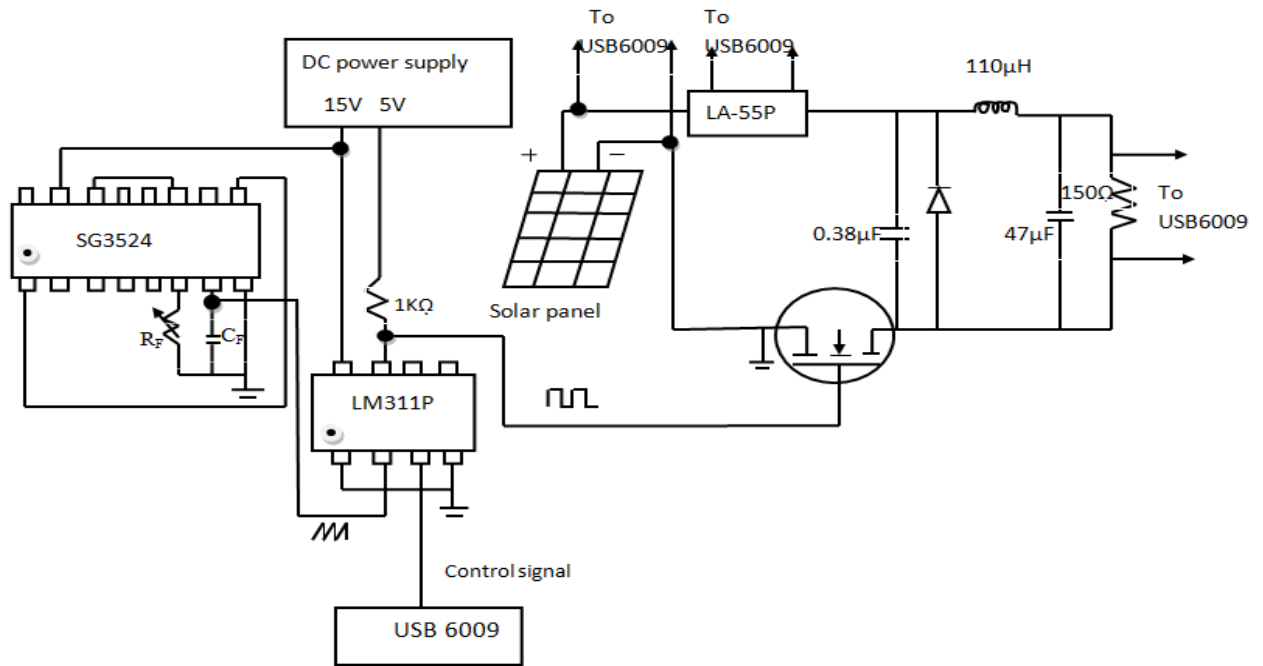 To
USB6009
To
USB6009
DC power supply
15V 5V
110µH
LA-55P
+
−
SG3524
150Ω
To
USB6009
0.38µF
47µF
1KΩ
Solar panel
RF
CF
LM311P
Control signal
USB 6009